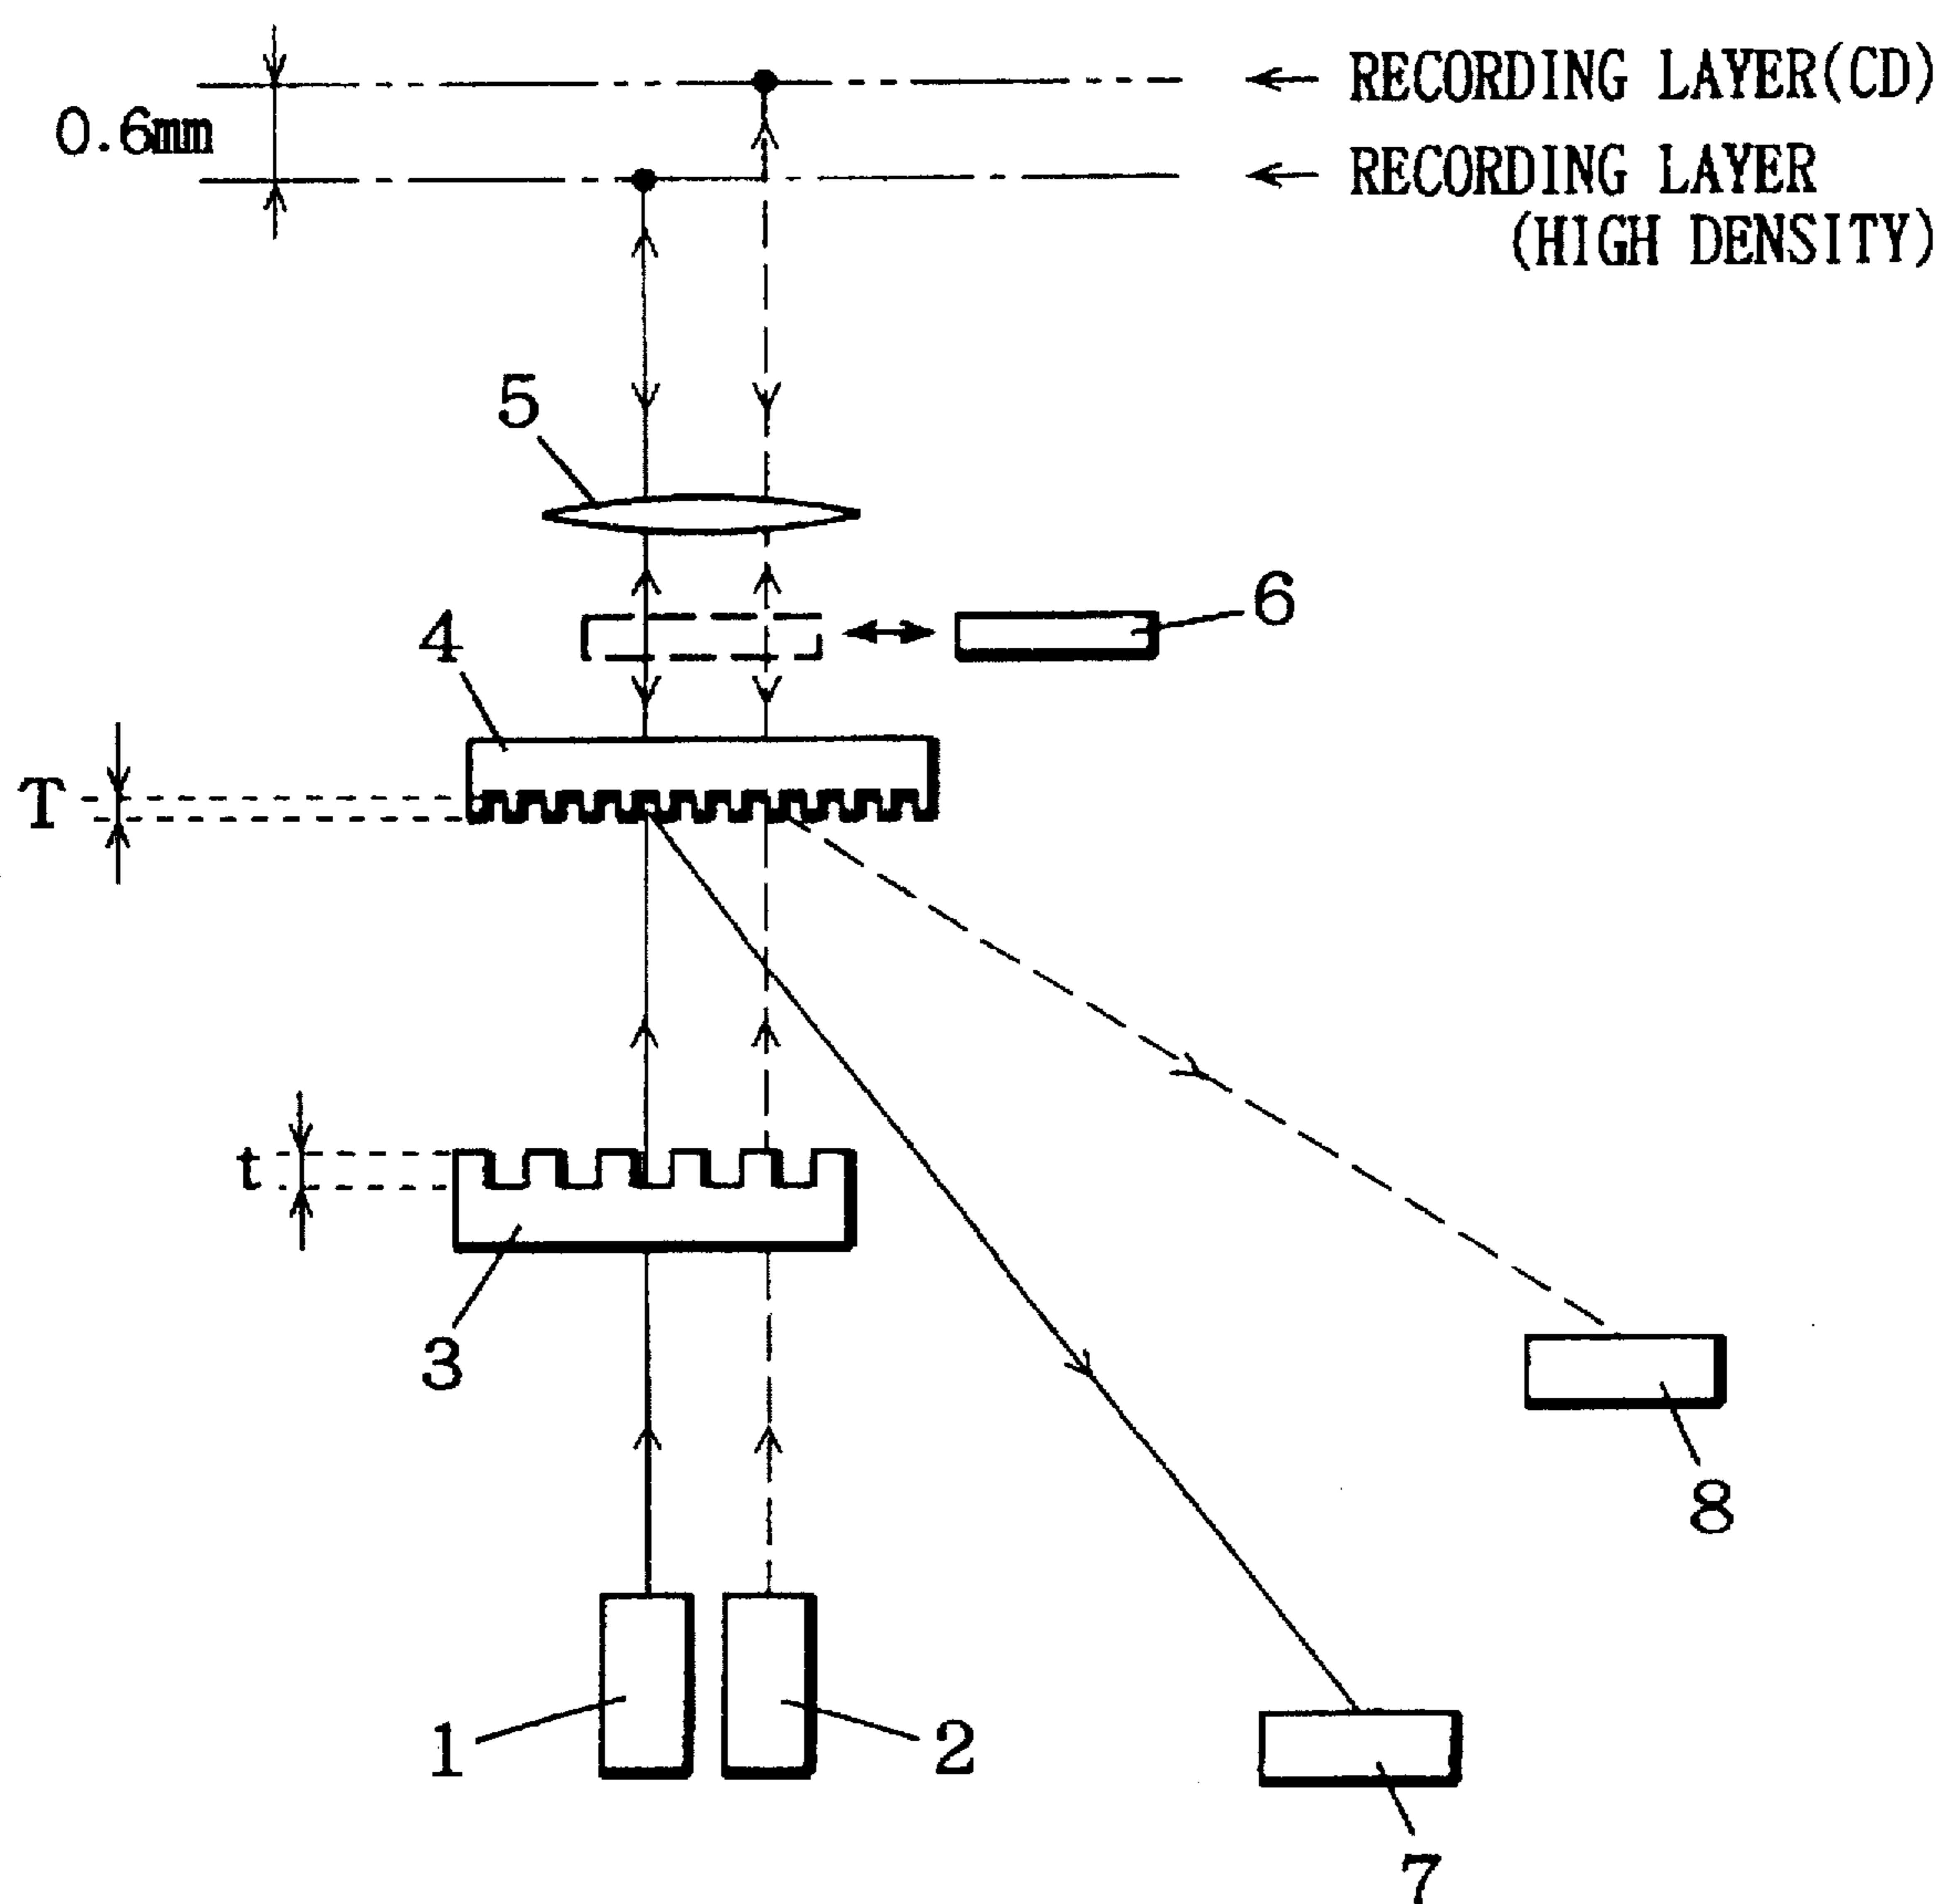 RECORDING LAYER(CD)
0.6mm
RECORDING LAYER
(HIGH DENSITY)
5
6
4
T
t
3
8
1
2
7